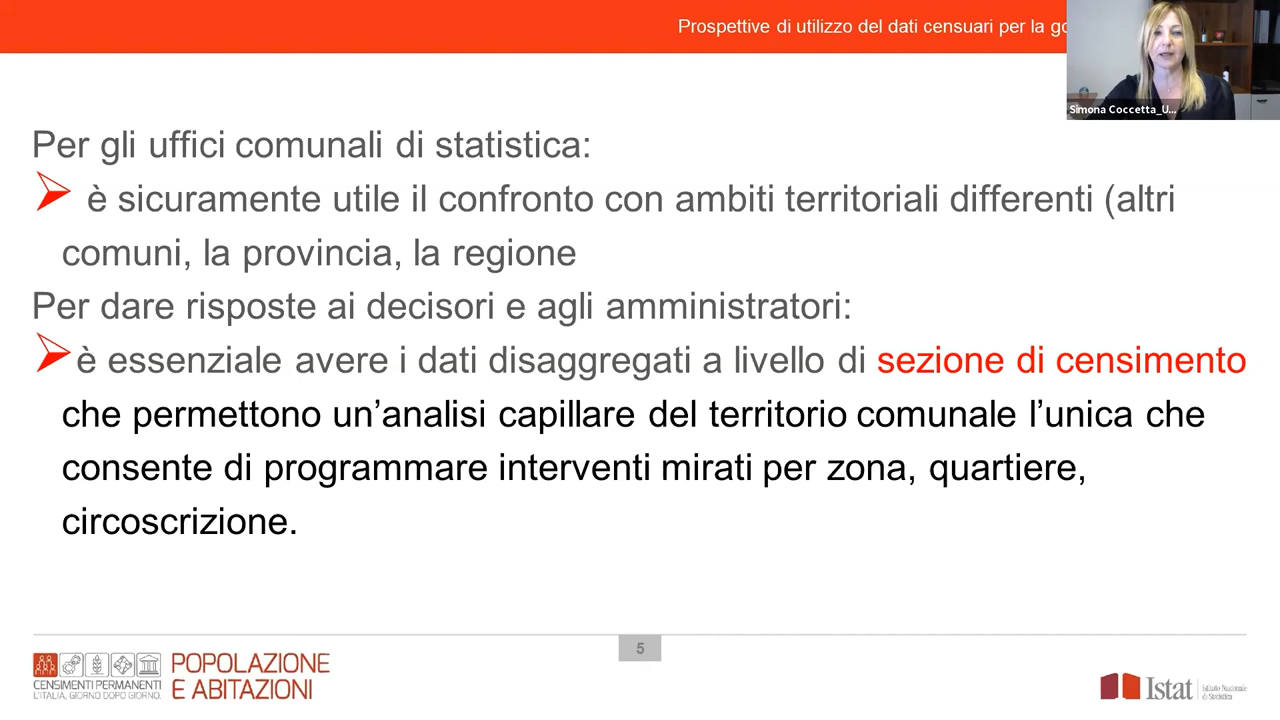 Prospettive di utilizzo del dati censuari per la
Simona Coccetta_U...
Per gli uffici comunali di statistica:
è sicuramente utile il confronto con ambiti territoriali differenti (altri
comuni, la provincia, la regione
Per dare risposte ai decisori e agli amministratori:
è essenziale avere i dati disaggregati a livello di sezione di censimento
che permettono un’analisi capillare del territorio comunale l’unica che
consente di programmare interventi mirati per zona, quartiere,
circoscrizione.
5
POPOLAZIONE
E ABITAZIONI
CENSIMENTI PERMANENTI
L'ITALIA, GIORNO DOPO GIORNO.
Istat
Istituto Nazionale
di Statistica